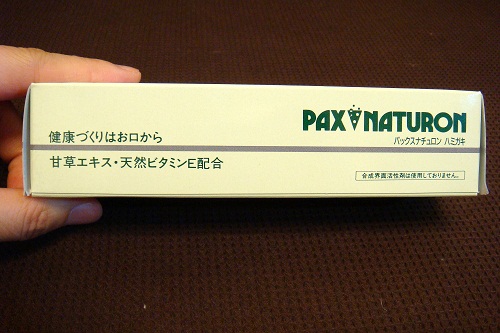 PAX NATURON
パックスナチュロン ハミガキ
健康づくりはお口から
甘草エキス・天然ビタミンE配合
合成界面活性剤は使用しておりません。